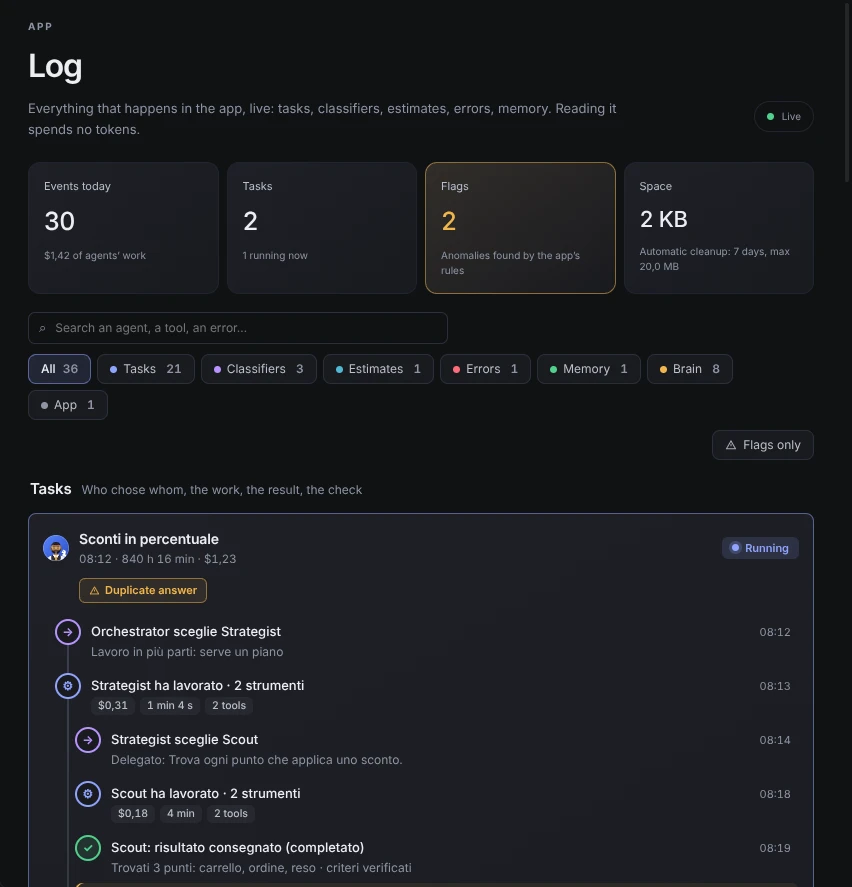 APP
Log
Everything that happens in the app, live: tasks, classifiers, estimates, errors, memory. Reading it
spends no tokens.
Live
Events today
30
$1,42 of agents' work
Tasks
2
1 running now
Flags
2
Anomalies found by the app's
rules
Space
2 KB
Automatic cleanup: 7 days, max
20,0 MB
Search an agent, a tool, an error...
All 36
Tasks 21
Classifiers 3
Estimates 1
Errors 1
Memory 1
Brain 8
App 1
Flags only
Tasks Who chose whom, the work, the result, the check
Sconti in percentuale
08:12 · 840 h 16 min · $1,23
Running
Duplicate answer
Orchestrator sceglie Strategist 08:12
Lavoro in più parti: serve un piano
Strategist ha lavorato · 2 strumenti 08:13
$0,31 1 min 4 s 2 tools
Strategist sceglie Scout 08:14
Delegato: Trova ogni punto che applica uno sconto.
Scout ha lavorato · 2 strumenti 08:18
$0,18 4 min 2 tools
Scout: risultato consegnato (completato) 08:19
Trovati 3 punti: carrello, ordine, reso · criteri verificati